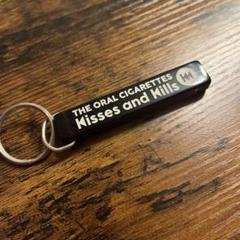 THE ORAL CIGARETTES
Kisses and Kills